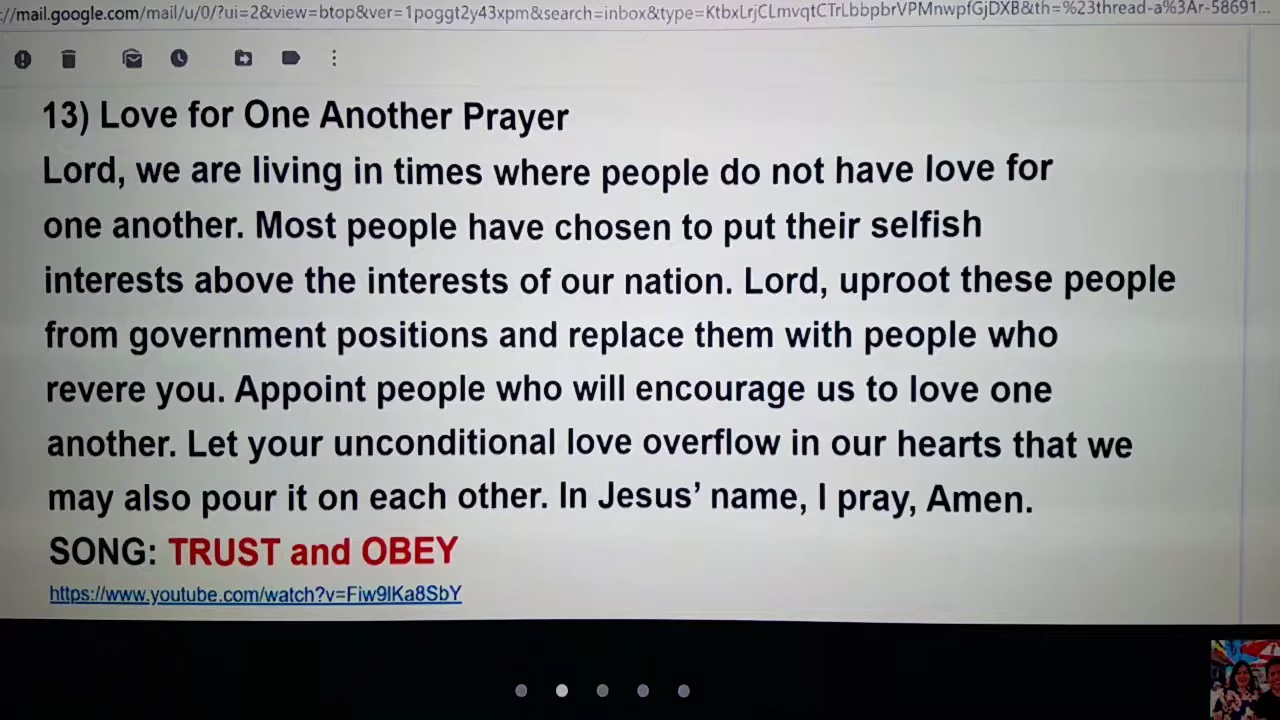 ://mail.google.com/mail/u/0/?ui=2&view=btop&ver=1poggt2y43xpm&search=inbox&type=KtbxLrjCLmvqtCTrLbbpbrVPMnwpfGjDXB&th=%23thread-a%3Ar-58691...
13) Love for One Another Prayer
Lord, we are living in times where people do not have love for
one another. Most people have chosen to put their selfish
interests above the interests of our nation. Lord, uproot these people
from government positions and replace them with people who
revere you. Appoint people who will encourage us to love one
another. Let your unconditional love overflow in our hearts that we
may also pour it on each other. In Jesus’ name, I pray, Amen.
SONG: TRUST and OBEY
https://www.youtube.com/watch?v=Fiw9lKa8SbY